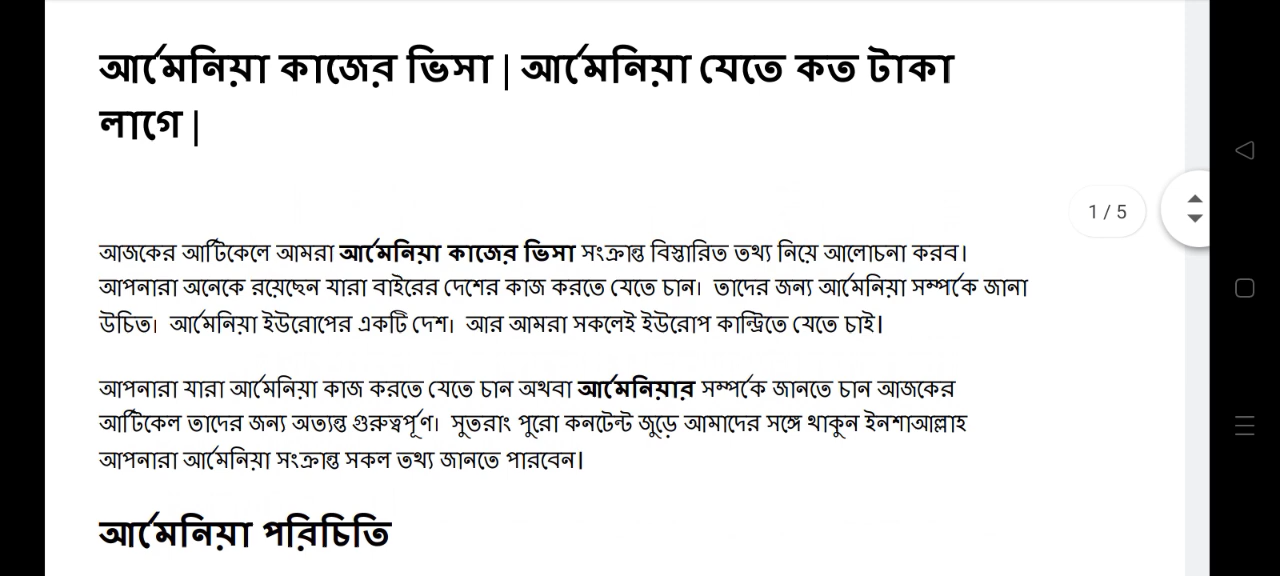 আর্মেনিয়া কাজের ভিসা | আর্মেনিয়া যেতে কত টাকা
লাগে |
1 / 5
আজকের আর্টিকেলে আমরা আর্মেনিয়া কাজের ভিসা সংক্রান্ত বিস্তারিত তথ্য নিয়ে আলোচনা করব।
আপনারা অনেকে রয়েছেন যারা বাইরের দেশের কাজ করতে যেতে চান। তাদের জন্য আর্মেনিয়া সম্পর্কে জানা
উচিত। আর্মেনিয়া ইউরোপের একটি দেশ। আর আমরা সকলেই ইউরোপ কান্ট্রিতে যেতে চাই।
আপনারা যারা আর্মেনিয়া কাজ করতে যেতে চান অথবা আর্মেনিয়ার সম্পর্কে জানতে চান আজকের
আর্টিকেল তাদের জন্য অত্যন্ত গুরুত্বপূর্ণ। সুতরাং পুরো কনটেন্ট জুড়ে আমাদের সঙ্গে থাকুন ইনশাআল্লাহ
আপনারা আর্মেনিয়া সংক্রান্ত সকল তথ্য জানতে পারবেন।
আর্মেনিয়া পরিচিতি